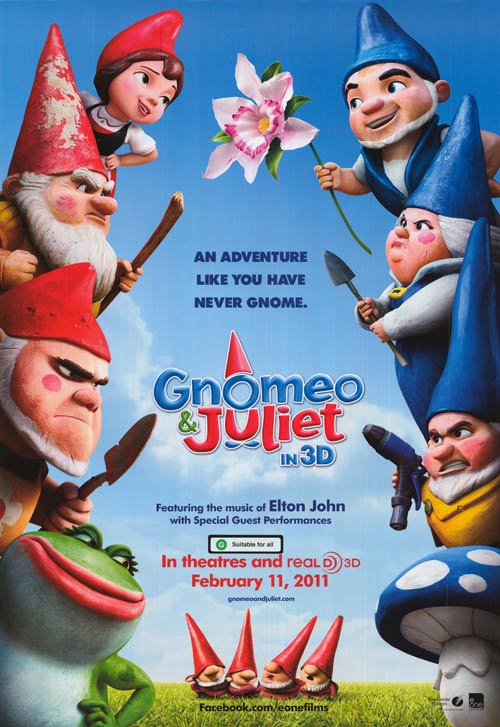 AN ADVENTURE
LIKE YOU HAVE
NEVER GNOME.
Gnomeo
& Juliet
IN 3D
Featuring the music of Elton John
with Special Guest Performances
G Suitable for all
In theatres and REAL D 3D
February 11, 2011
gnomeoandjuliet.com
Facebook.com/eonefilms
e one